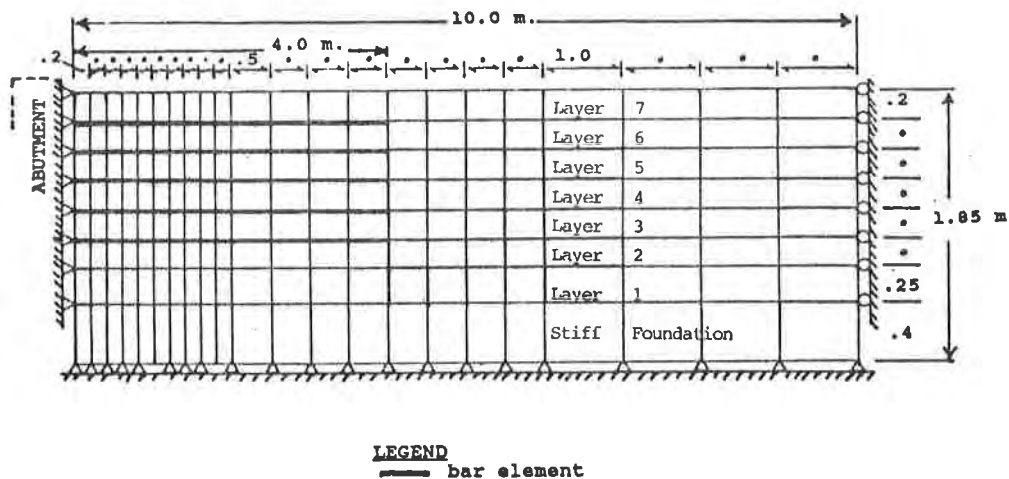 10.0 m.
4.0 m.
.2
.5
1.0
ABUTMENT
Layer 7
.2
Layer 6
Layer 5
Layer 4
Layer 3
1.85 m
Layer 2
Layer 1
.25
Stiff Foundation
.4
LEGEND
bar element